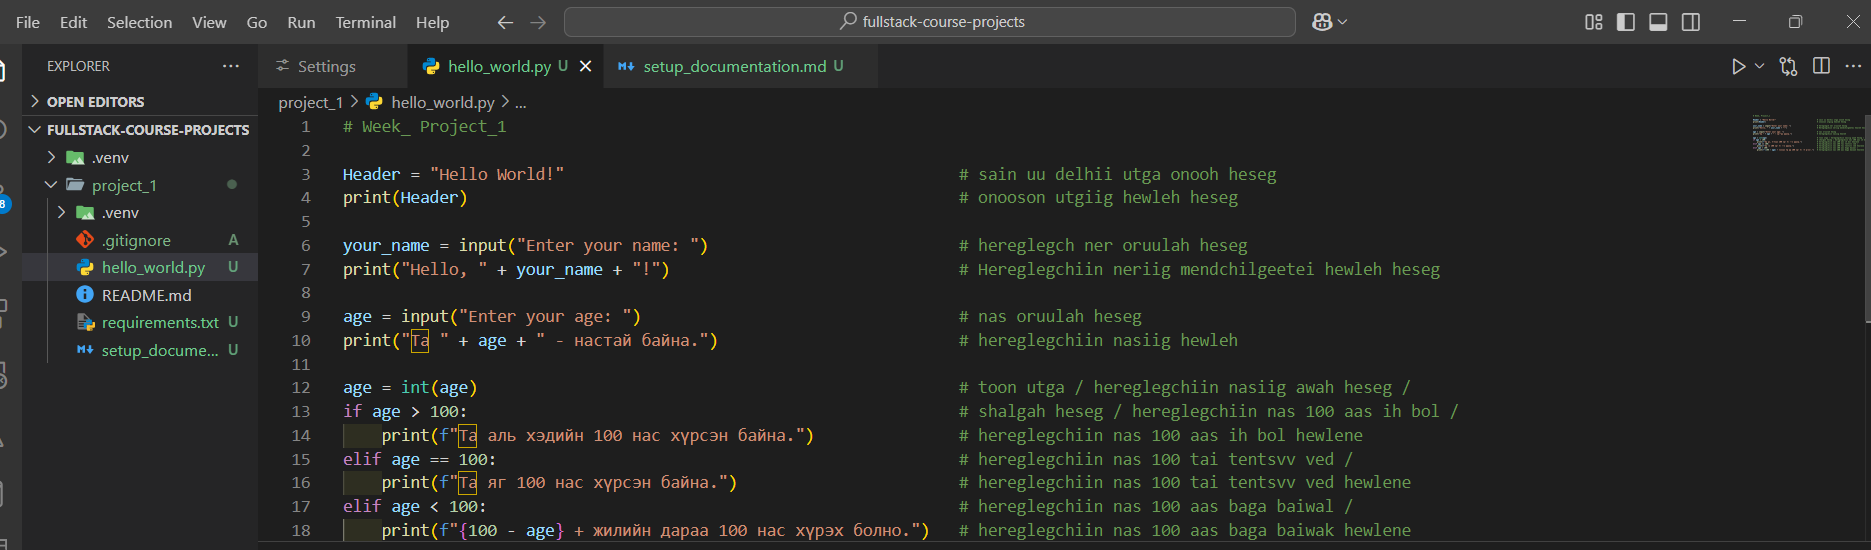 File Edit Selection View Go Run Terminal Help fullstack-course-projects
EXPLORER ... Settings hello_world.py U setup_documentation.md U
OPEN EDITORS
project_1 > hello_world.py > ...
FULLSTACK-COURSE-PROJECTS
.venv
project_1
.venv
.gitignore A
hello_world.py U
README.md
requirements.txt U
setup_docume... U
8
1 # Week_ Project_1
2
3 Header = "Hello World!" # sain uu delhii utga onooh heseg
4 print(Header) # onooson utgiig hewleh heseg
5
6 your_name = input("Enter your name: ") # hereglegch ner oruulah heseg
7 print("Hello, " + your_name + "!") # Hereglegchiin neriig mendchilgeetei hewleh heseg
8
9 age = input("Enter your age: ") # nas oruulah heseg
10 print("Та " + age + " - настай байна.") # hereglegchiin nasiig hewleh
11
12 age = int(age) # toon utga / hereglegchiin nasiig awah heseg /
13 if age > 100: # shalgah heseg / hereglegchiin nas 100 aas ih bol /
14 print(f"Та аль хэдийн 100 нас хүрсэн байна.") # hereglegchiin nas 100 aas ih bol hewlene
15 elif age == 100: # hereglegchiin nas 100 tai tentsvv ved /
16 print(f"Та яг 100 нас хүрсэн байна.") # hereglegchiin nas 100 tai tentsvv ved hewlene
17 elif age < 100: # hereglegchiin nas 100 aas baga baiwal /
18 print(f"{100 - age} + жилийн дараа 100 нас хүрэх болно.") # hereglegchiin nas 100 aas baga baiwak hewlene